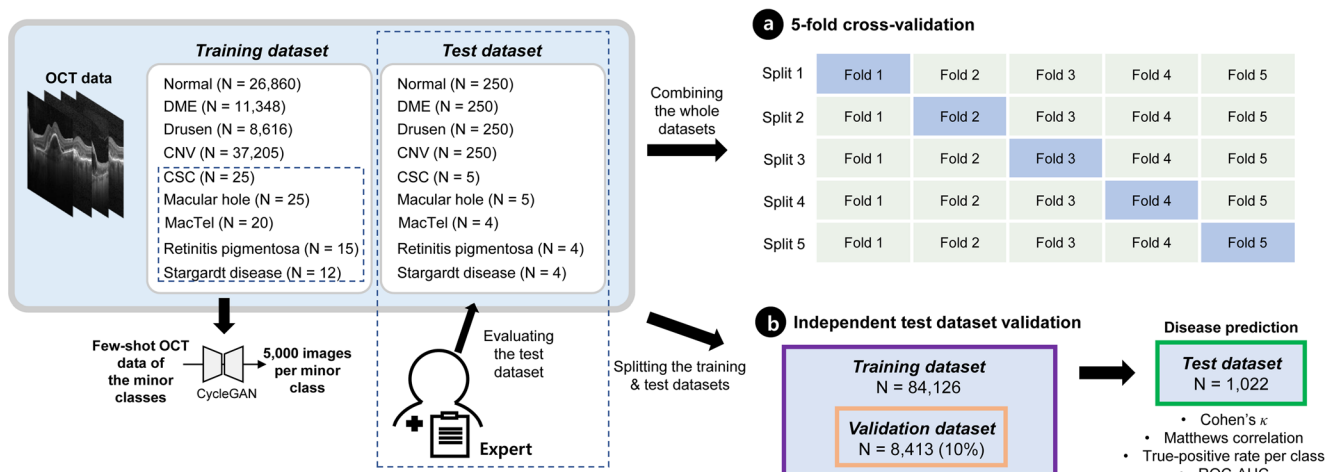 OCT data
Training dataset
Normal (N = 26,860)
DME (N = 11,348)
Drusen (N = 8,616)
CNV (N = 37,205)
CSC (N = 25)
Macular hole (N = 25)
MacTel (N = 20)
Retinitis pigmentosa (N = 15)
Stargardt disease (N = 12)
Test dataset
Normal (N = 250)
DME (N = 250)
Drusen (N = 250)
CNV (N = 250)
CSC (N = 5)
Macular hole (N = 5)
MacTel (N = 4)
Retinitis pigmentosa (N = 4)
Stargardt disease (N = 4)
Few-shot OCT
data of
the minor
classes
CycleGAN
5,000 images
per minor
class
Evaluating
the test
dataset
Expert
Combining
the whole
datasets
Splitting the training
& test datasets
a 5-fold cross-validation
Split 1 Fold 1 Fold 2 Fold 3 Fold 4 Fold 5
Split 2 Fold 1 Fold 2 Fold 3 Fold 4 Fold 5
Split 3 Fold 1 Fold 2 Fold 3 Fold 4 Fold 5
Split 4 Fold 1 Fold 2 Fold 3 Fold 4 Fold 5
Split 5 Fold 1 Fold 2 Fold 3 Fold 4 Fold 5
b Independent test dataset validation
Training dataset
N = 84,126
Validation dataset
N = 8,413 (10%)
Disease prediction
Test dataset
N = 1,022
• Cohen's κ
• Matthews correlation
• True-positive rate per class
• ROC-AUC